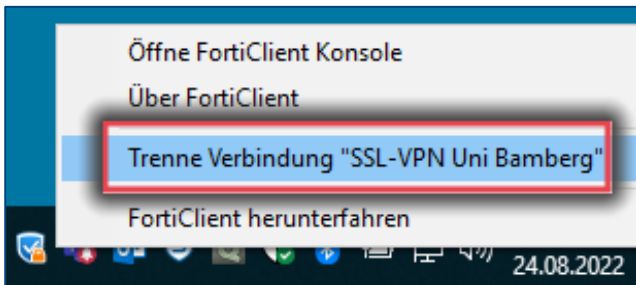 Öffne FortiClient Konsole
Über FortiClient
Trenne Verbindung "SSL-VPN Uni Bamberg"
FortiClient herunterfahren
24.08.2022